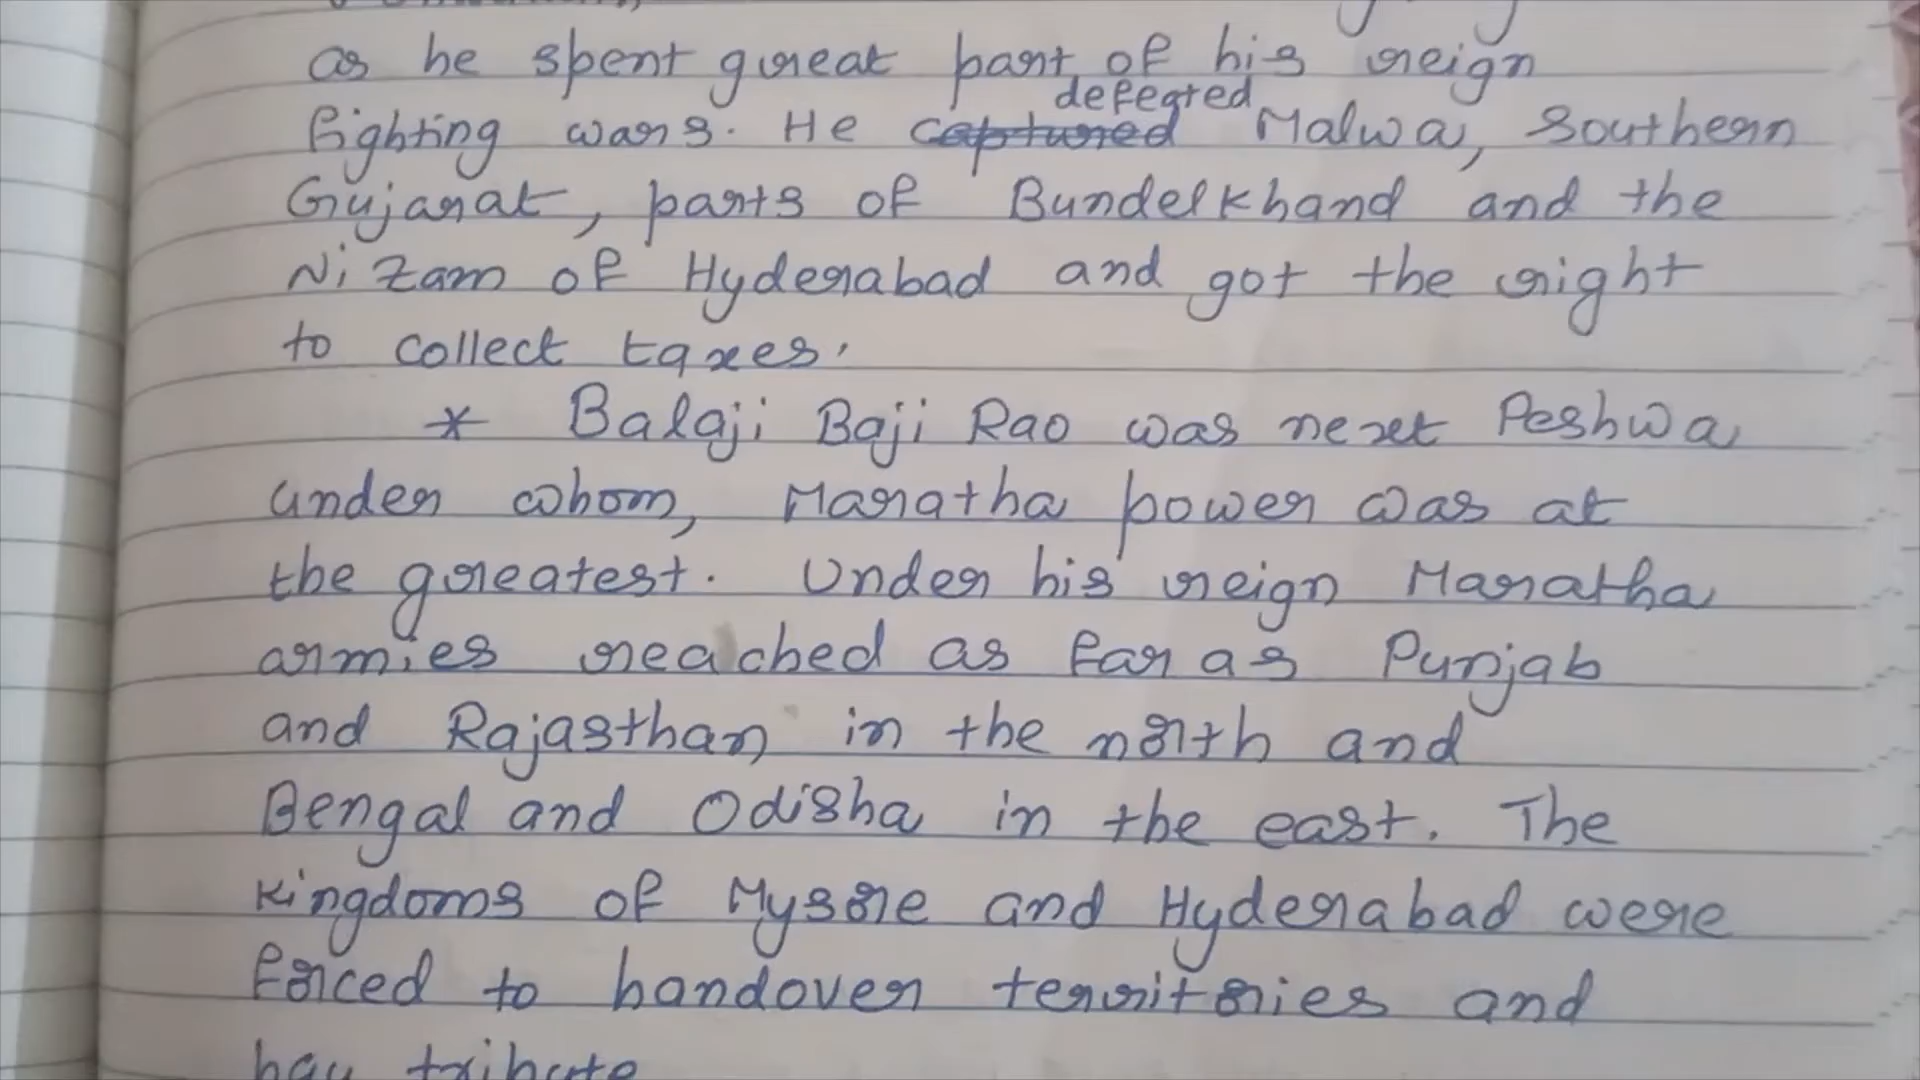 as he spent great part of his reign
defeated
fighting wars. He captured Malwa, Southern
Gujarat, parts of Bundelkhand and the
Nizam of Hyderabad and got the right
to collect taxes.
* Balaji Baji Rao was next Peshwa
under whom, Maratha power was at
the greatest. Under his reign Maratha
armies reached as far as Punjab
and Rajasthan in the north and
Bengal and Odisha in the east. The
kingdoms of Mysore and Hyderabad were
forced to handover territories and
pay tribute